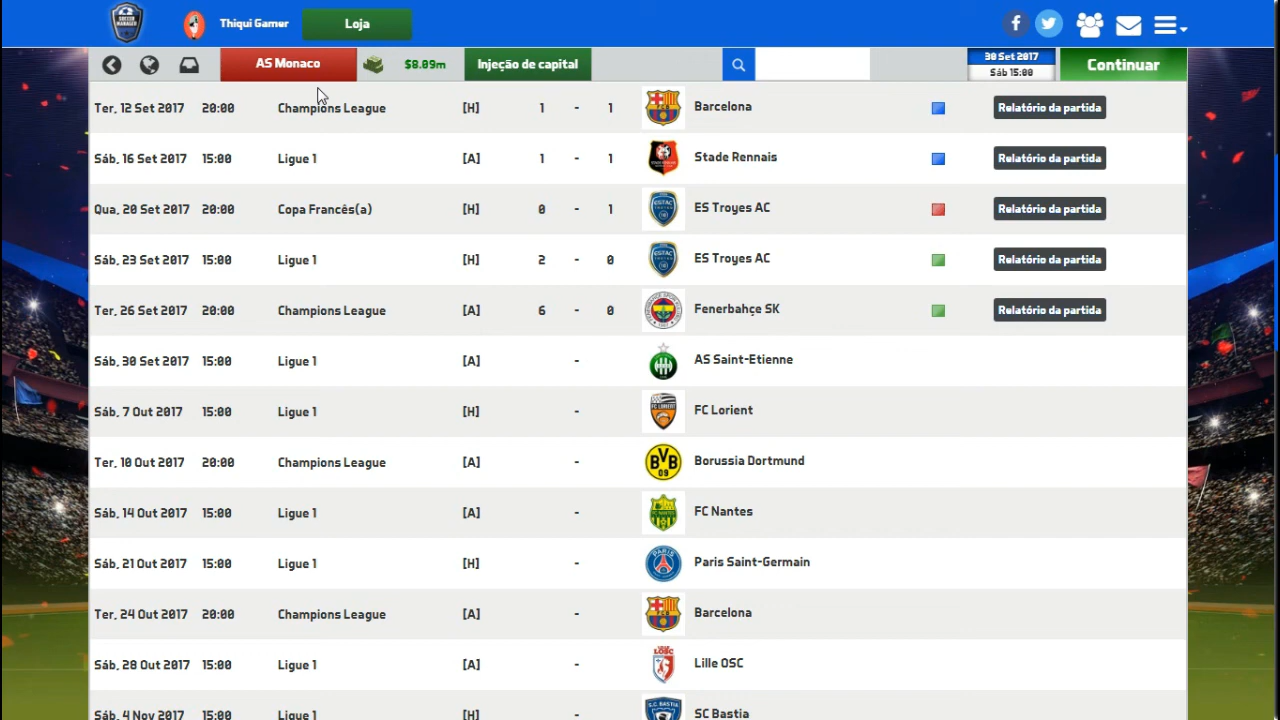 SOCCER MANAGER Thiqui Gamer Loja
AS Monaco $8.09m Injeção de capital 30 Set 2017 Sáb 15:00 Continuar
Ter, 12 Set 2017 20:00 Champions League [H] 1 - 1 Barcelona Relatório da partida
Sáb, 16 Set 2017 15:00 Ligue 1 [A] 1 - 1 Stade Rennais Relatório da partida
Qua, 20 Set 2017 20:00 Copa Francês(a) [H] 0 - 1 ES Troyes AC Relatório da partida
Sáb, 23 Set 2017 15:00 Ligue 1 [H] 2 - 0 ES Troyes AC Relatório da partida
Ter, 26 Set 2017 20:00 Champions League [A] 6 - 0 Fenerbahçe SK Relatório da partida
Sáb, 30 Set 2017 15:00 Ligue 1 [A] - AS Saint-Etienne
Sáb, 7 Out 2017 15:00 Ligue 1 [H] - FC Lorient
Ter, 10 Out 2017 20:00 Champions League [A] - BVB 09 Borussia Dortmund
Sáb, 14 Out 2017 15:00 Ligue 1 [A] - FC Nantes
Sáb, 21 Out 2017 15:00 Ligue 1 [H] - Paris Saint-Germain
Ter, 24 Out 2017 20:00 Champions League [A] - Barcelona
Sáb, 28 Out 2017 15:00 Ligue 1 [A] - Lille OSC
Sáb, 4 Nov 2017 15:00 Ligue 1 [H] - SC Bastia